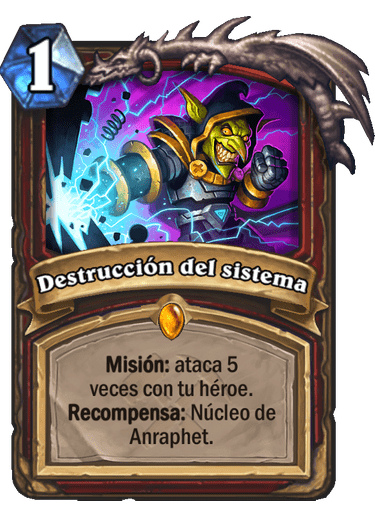 1
Destrucción del sistema
Misión: ataca 5
veces con tu héroe.
Recompensa: Núcleo de
Anraphet.